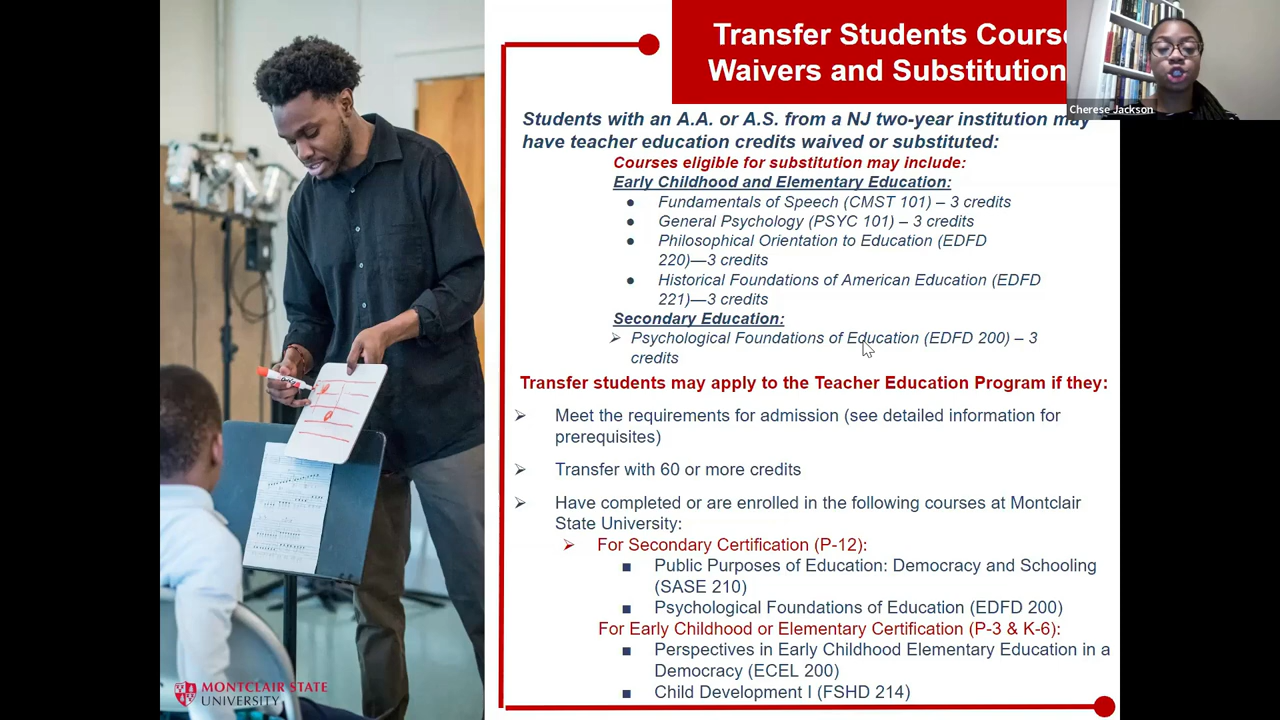 Transfer Students Course
Waivers and Substitution
Cherese Jackson
Students with an A.A. or A.S. from a NJ two-year institution may
have teacher education credits waived or substituted:
Courses eligible for substitution may include:
Early Childhood and Elementary Education:
● Fundamentals of Speech (CMST 101) – 3 credits
● General Psychology (PSYC 101) – 3 credits
● Philosophical Orientation to Education (EDFD
220)—3 credits
● Historical Foundations of American Education (EDFD
221)—3 credits
Secondary Education:
➢ Psychological Foundations of Education (EDFD 200) – 3
credits
Transfer students may apply to the Teacher Education Program if they:
➢ Meet the requirements for admission (see detailed information for
prerequisites)
➢ Transfer with 60 or more credits
➢ Have completed or are enrolled in the following courses at Montclair
State University:
➢ For Secondary Certification (P-12):
■ Public Purposes of Education: Democracy and Schooling
(SASE 210)
■ Psychological Foundations of Education (EDFD 200)
For Early Childhood or Elementary Certification (P-3 & K-6):
■ Perspectives in Early Childhood Elementary Education in a
Democracy (ECEL 200)
■ Child Development I (FSHD 214)
MONTCLAIR STATE
UNIVERSITY